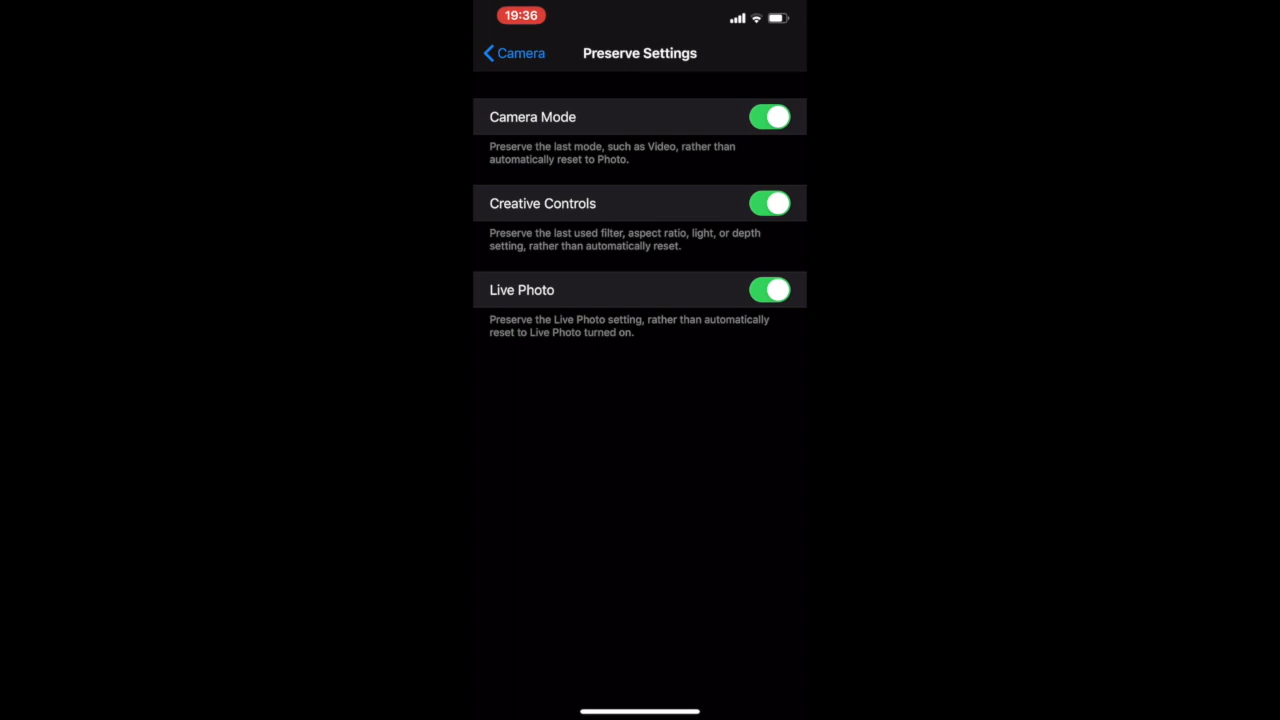 19:36
Camera
Preserve Settings
Camera Mode
Preserve the last mode, such as Video, rather than
automatically reset to Photo.
Creative Controls
Preserve the last used filter, aspect ratio, light, or depth
setting, rather than automatically reset.
Live Photo
Preserve the Live Photo setting, rather than automatically
reset to Live Photo turned on.